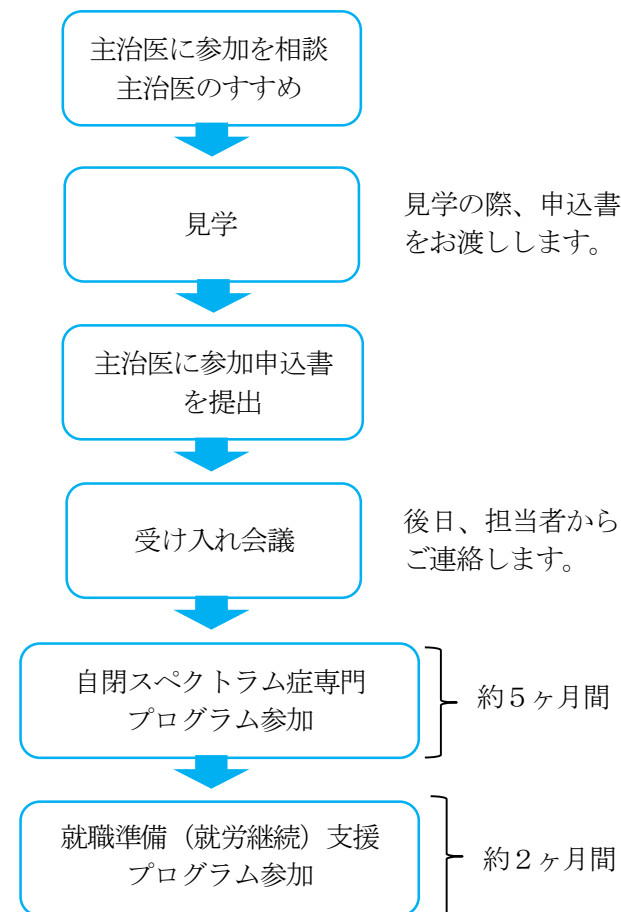 主治医に参加を相談
主治医のすすめ
見学
見学の際、申込書
をお渡しします。
主治医に参加申込書
を提出
受け入れ会議
後日、担当者から
ご連絡します。
自閉スペクトラム症専門
プログラム参加
約５ヶ月間
就職準備（就労継続）支援
プログラム参加
約２ヶ月間